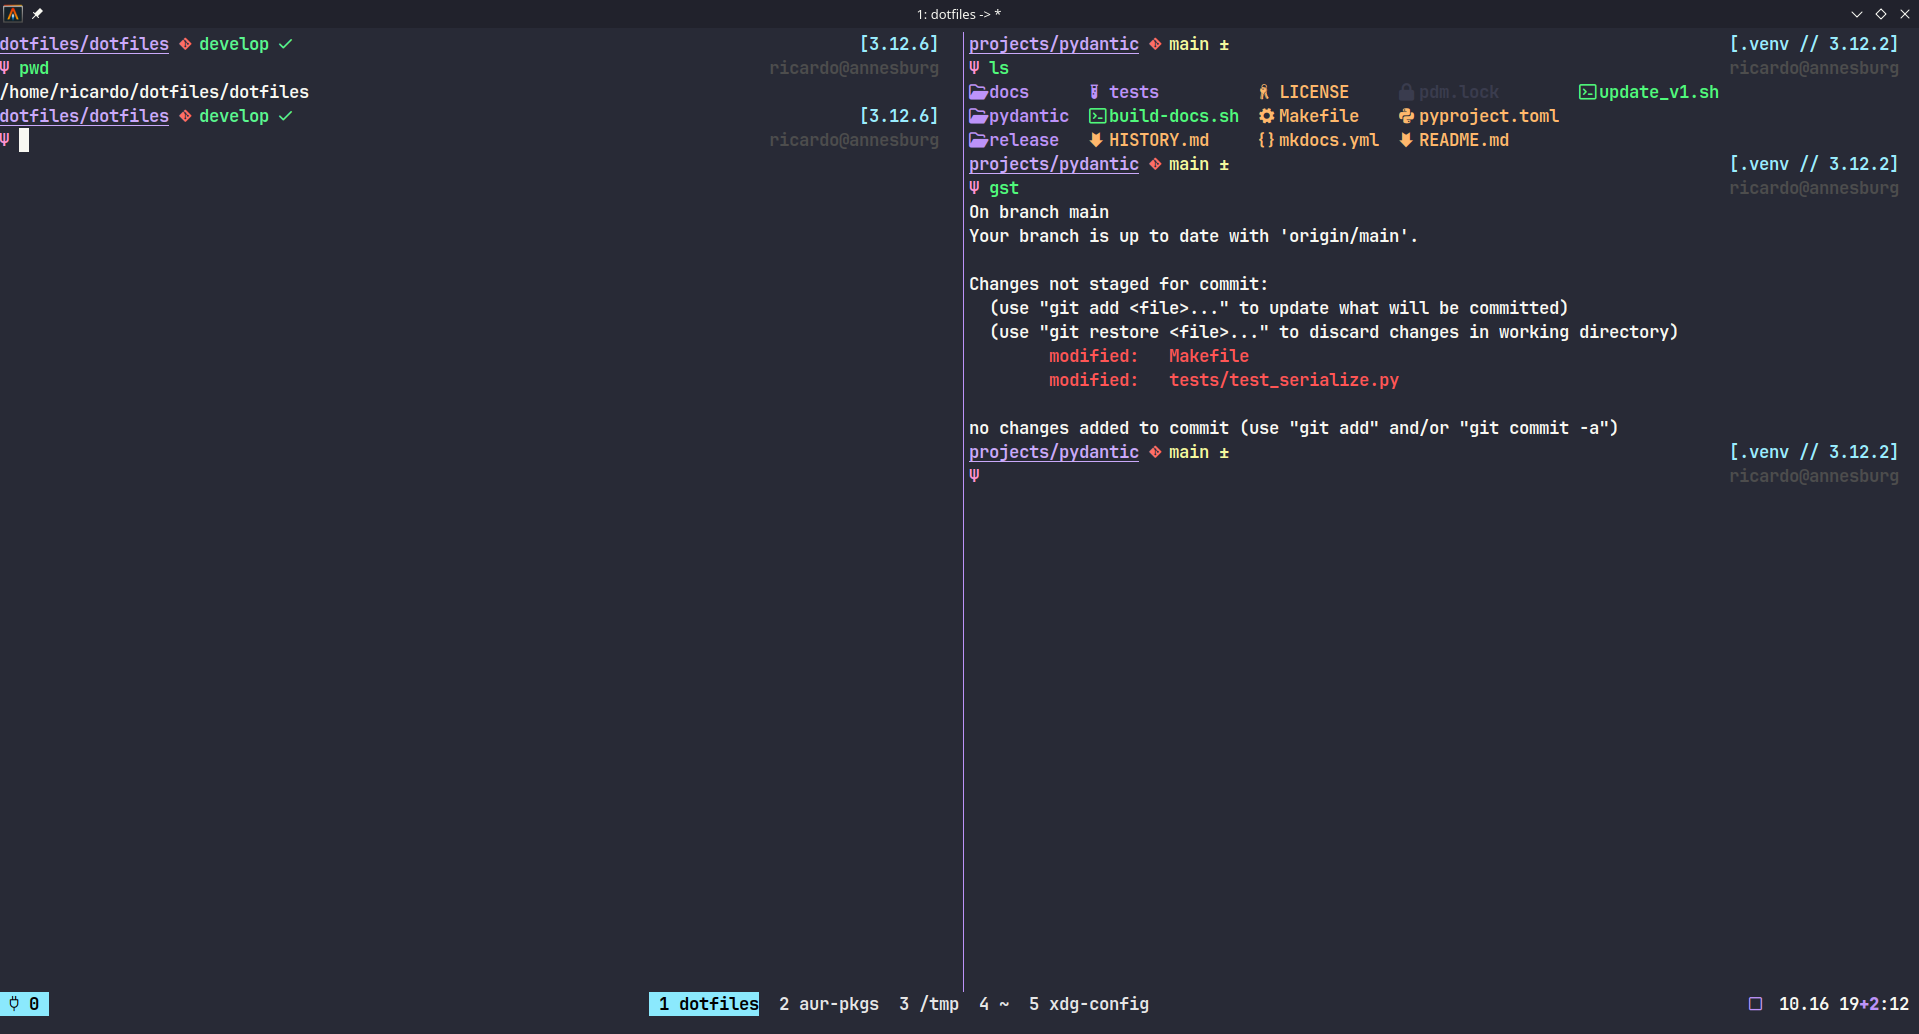 1: dotfiles -> *
dotfiles/dotfiles develop ✓ [3.12.6]
Ψ pwd ricardo@annesburg
/home/ricardo/dotfiles/dotfiles
dotfiles/dotfiles develop ✓ [3.12.6]
Ψ ricardo@annesburg
projects/pydantic main ± [.venv // 3.12.2]
Ψ ls ricardo@annesburg
docs tests LICENSE pdm.lock update_v1.sh
pydantic build-docs.sh Makefile pyproject.toml
release HISTORY.md {} mkdocs.yml README.md
projects/pydantic main ± [.venv // 3.12.2]
Ψ gst ricardo@annesburg
On branch main
Your branch is up to date with 'origin/main'.
Changes not staged for commit:
(use "git add <file>..." to update what will be committed)
(use "git restore <file>..." to discard changes in working directory)
modified: Makefile
modified: tests/test_serialize.py
no changes added to commit (use "git add" and/or "git commit -a")
projects/pydantic main ± [.venv // 3.12.2]
Ψ ricardo@annesburg
0 1 dotfiles 2 aur-pkgs 3 /tmp 4 ~ 5 xdg-config 10.16 19+2:12